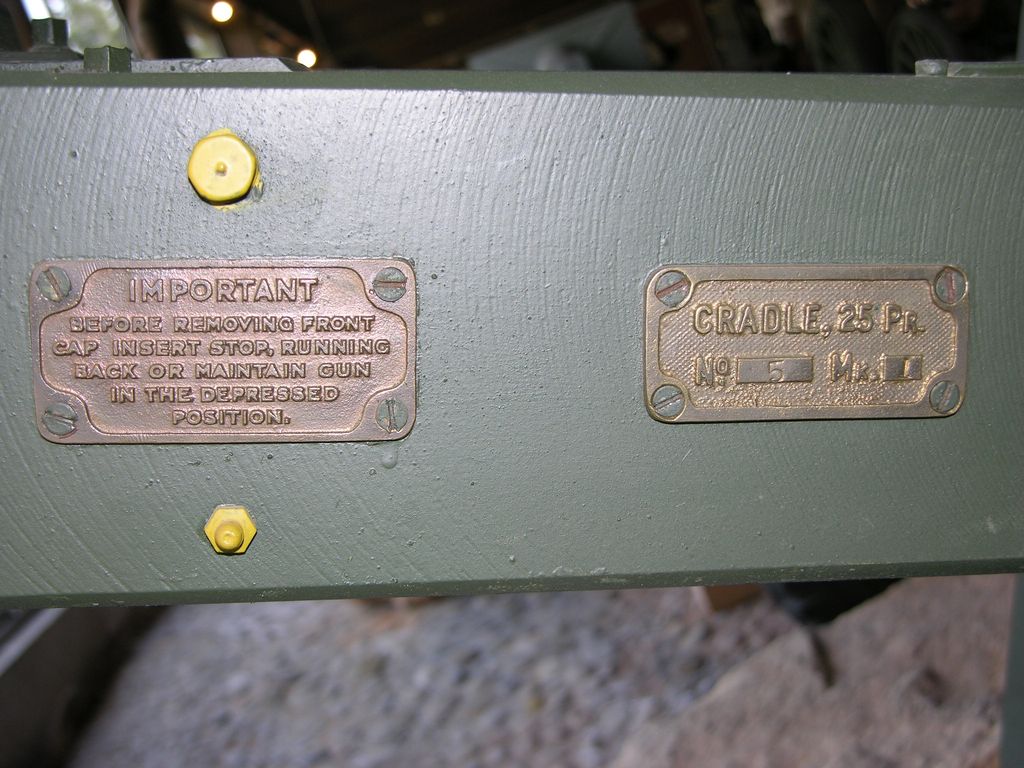 IMPORTANT
BEFORE REMOVING FRONT
CAP INSERT STOP, RUNNING
BACK OR MAINTAIN GUN
IN THE DEPRESSED
POSITION.
CRADLE, 25 PR.
No. 5 MK. I